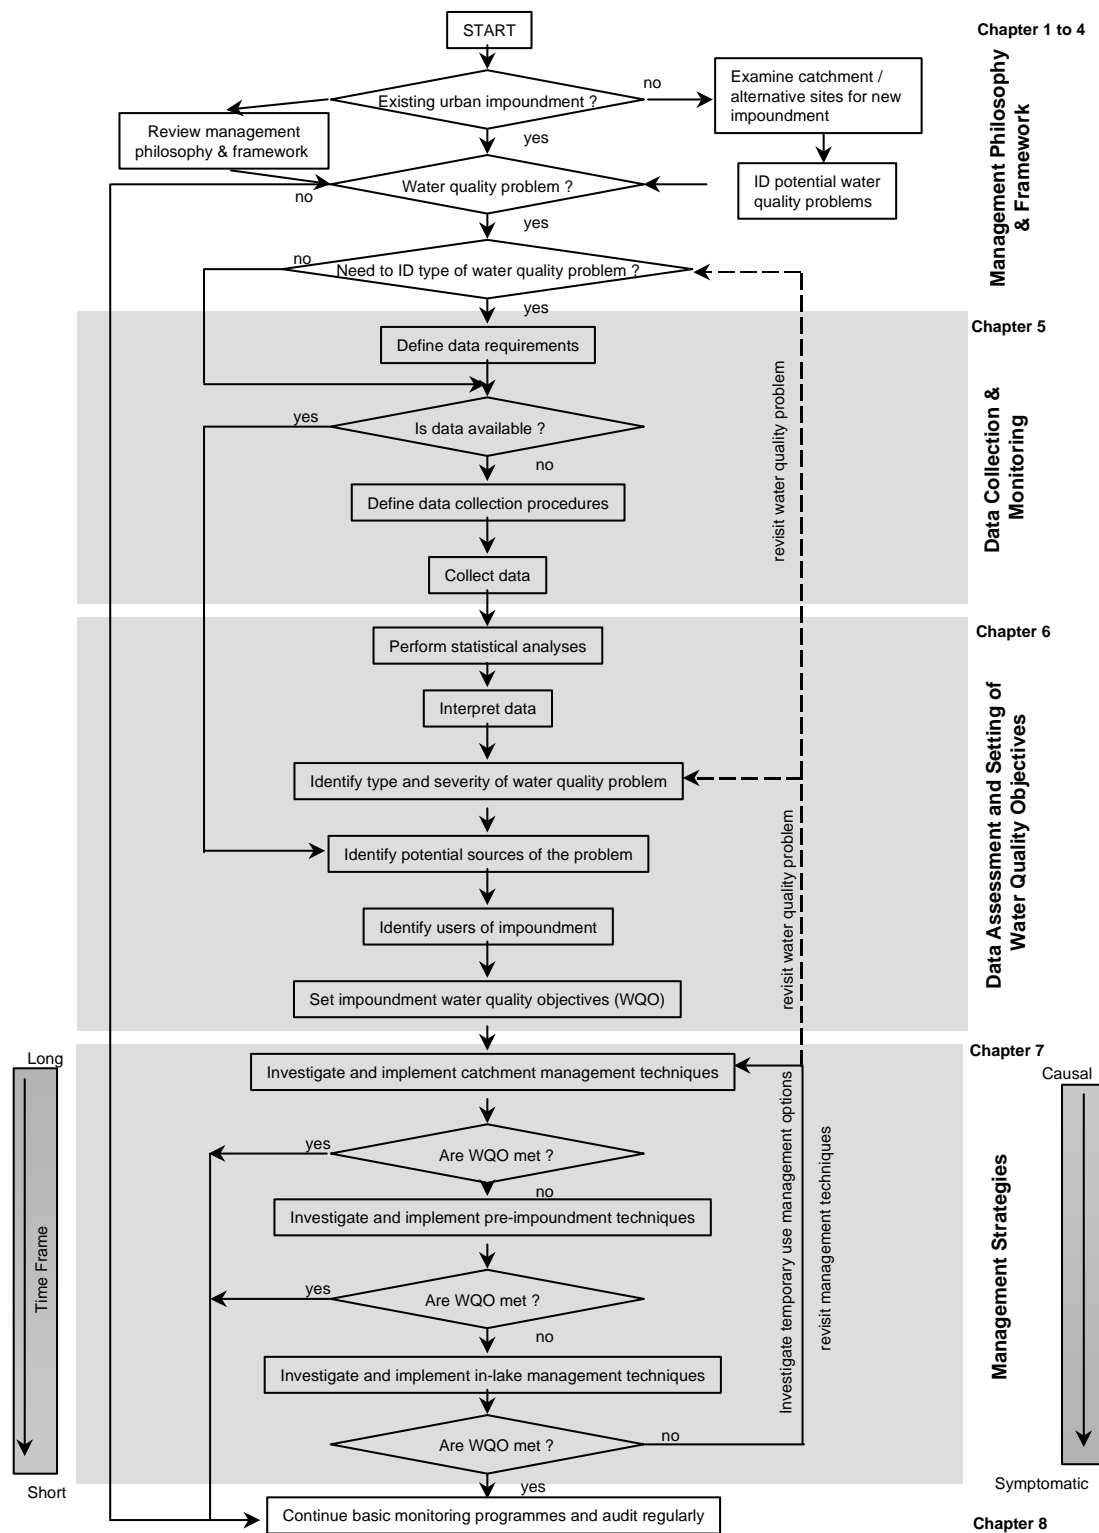 START
Chapter 1 to 4
Existing urban impoundment ?
no
Examine catchment /
alternative sites for new
impoundment
Review management
philosophy & framework
yes
Water quality problem ?
no
ID potential water
quality problems
Management Philosophy
& Framework
yes
no
Need to ID type of water quality problem ?
yes
Chapter 5
Define data requirements
yes
Is data available ?
no
Define data collection procedures
Collect data
revisit water quality problem
Data Collection &
Monitoring
Chapter 6
Perform statistical analyses
Interpret data
Identify type and severity of water quality problem
Identify potential sources of the problem
Identify users of impoundment
Set impoundment water quality objectives (WQO)
revisit water quality problem
Data Assessment and Setting of
Water Quality Objectives
Chapter 7
Long
Causal
Investigate and implement catchment management techniques
yes
Are WQO met ?
no
Investigate and implement pre-impoundment techniques
yes
Are WQO met ?
no
Investigate and implement in-lake management techniques
Are WQO met ?
no
yes
Investigate temporary use management options
revisit management techniques
Management Strategies
Time Frame
Short
Symptomatic
Continue basic monitoring programmes and audit regularly
Chapter 8